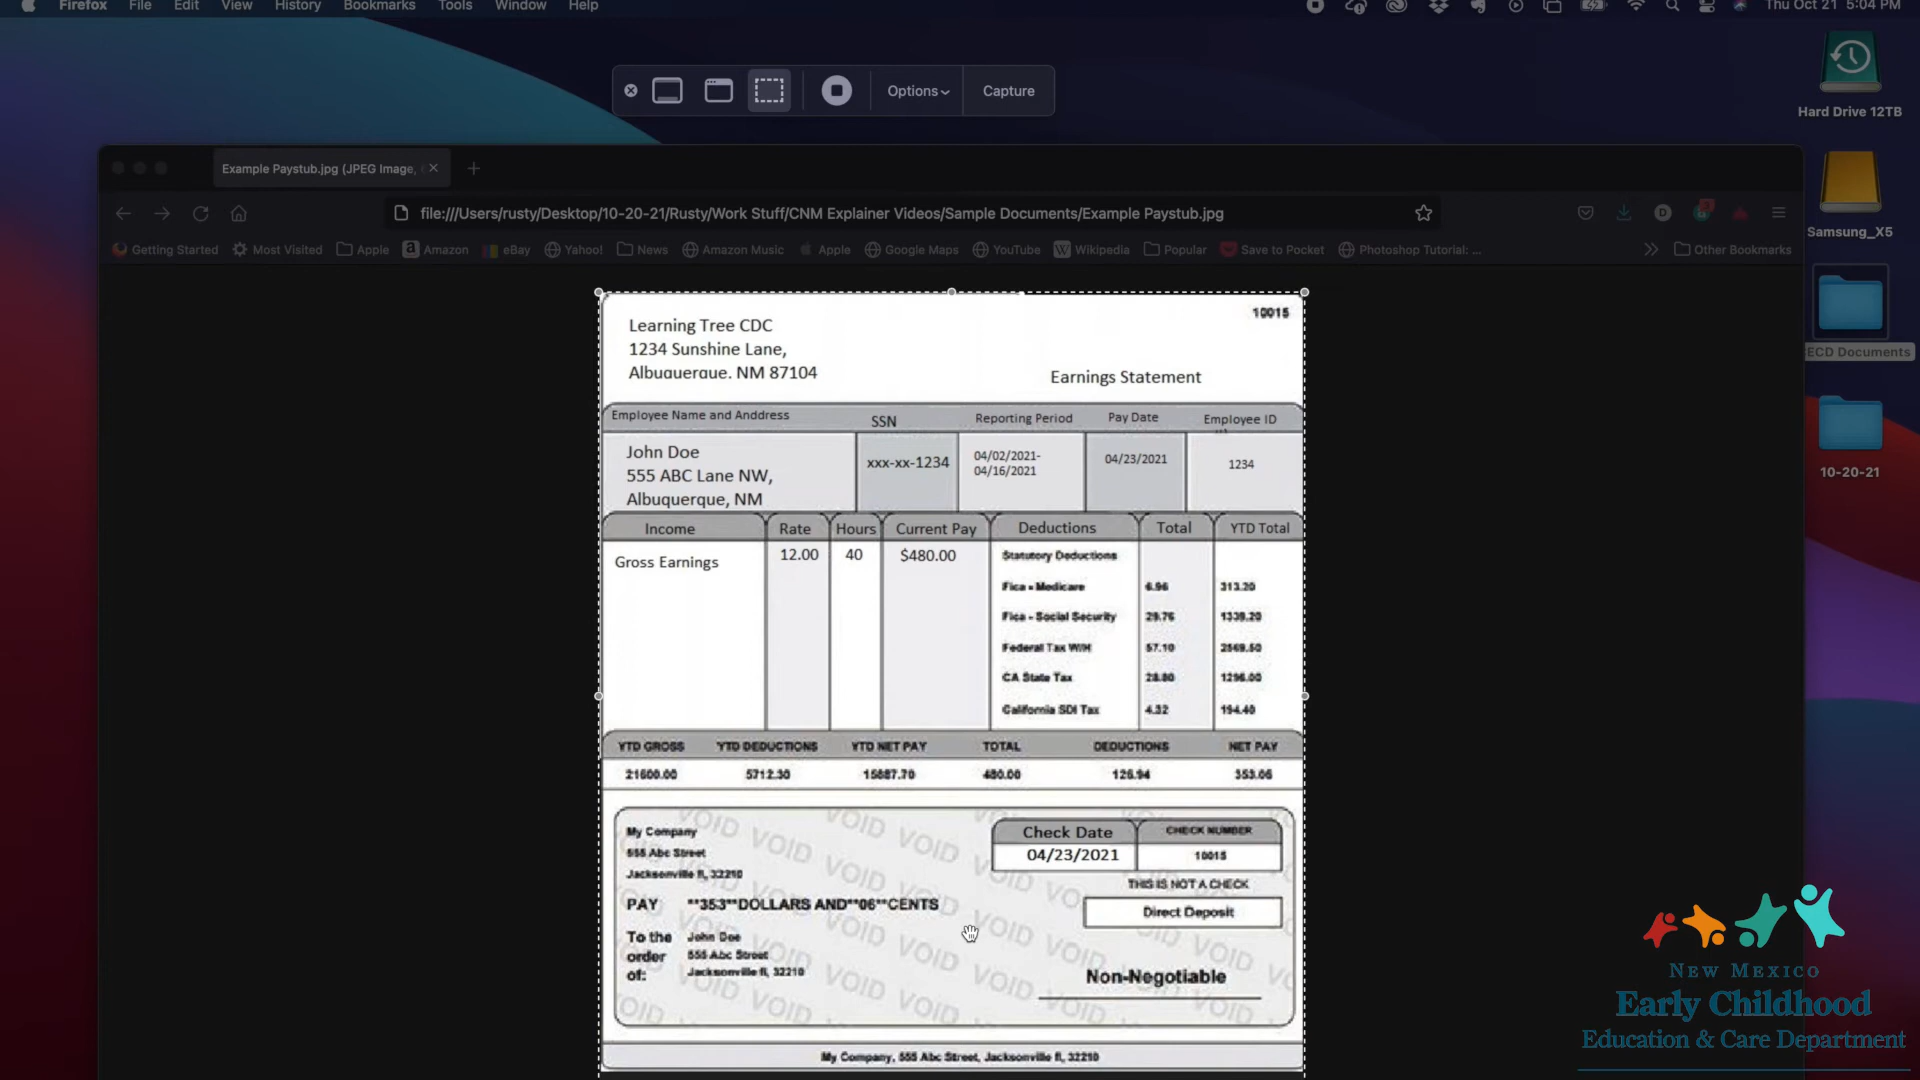 Firefox File Edit View History Bookmarks Tools Window Help Thu Oct 21 5:04 PM
Options Capture
Hard Drive 12TB
Samsung_X5
ECD Documents
10-20-21
Example Paystub.jpg (JPEG Image,
file:///Users/rusty/Desktop/10-20-21/Rusty/Work Stuff/CNM Explainer Videos/Sample Documents/Example Paystub.jpg
Getting Started Most Visited Apple Amazon eBay Yahoo! News Amazon Music Apple Google Maps YouTube Wikipedia Popular Save to Pocket Photoshop Tutorial: ... Other Bookmarks
10015
Learning Tree CDC
1234 Sunshine Lane,
Albuquerque, NM 87104
Earnings Statement
Employee Name and Anddress SSN Reporting Period Pay Date Employee ID
John Doe
555 ABC Lane NW,
Albuquerque, NM
xxx-xx-1234
04/02/2021-
04/16/2021
04/23/2021
1234
Income Rate Hours Current Pay Deductions Total YTD Total
Gross Earnings 12.00 40 $480.00
Statutory Deductions
Fica - Medicare 6.96 313.20
Fica - Social Security 29.76 1339.20
Federal Tax W/H 57.10 2569.50
CA State Tax 28.80 1296.00
California SDI Tax 4.32 194.40
YTD GROSS YTD DEDUCTIONS YTD NET PAY TOTAL DEDUCTIONS NET PAY
21600.00 5712.30 15887.70 480.00 126.94 353.06
My Company
555 Abc Street
Jacksonville fl, 32210
Check Date CHECK NUMBER
04/23/2021 10015
THIS IS NOT A CHECK
PAY **353**DOLLARS AND**06**CENTS
Direct Deposit
To the order of:
John Doe
555 Abc Street
Jacksonville fl, 32210
Non-Negotiable
VOID VOID VOID VOID VOID VOID
My Company, 555 Abc Street, Jacksonville fl, 32210
New Mexico
Early Childhood
Education & Care Department